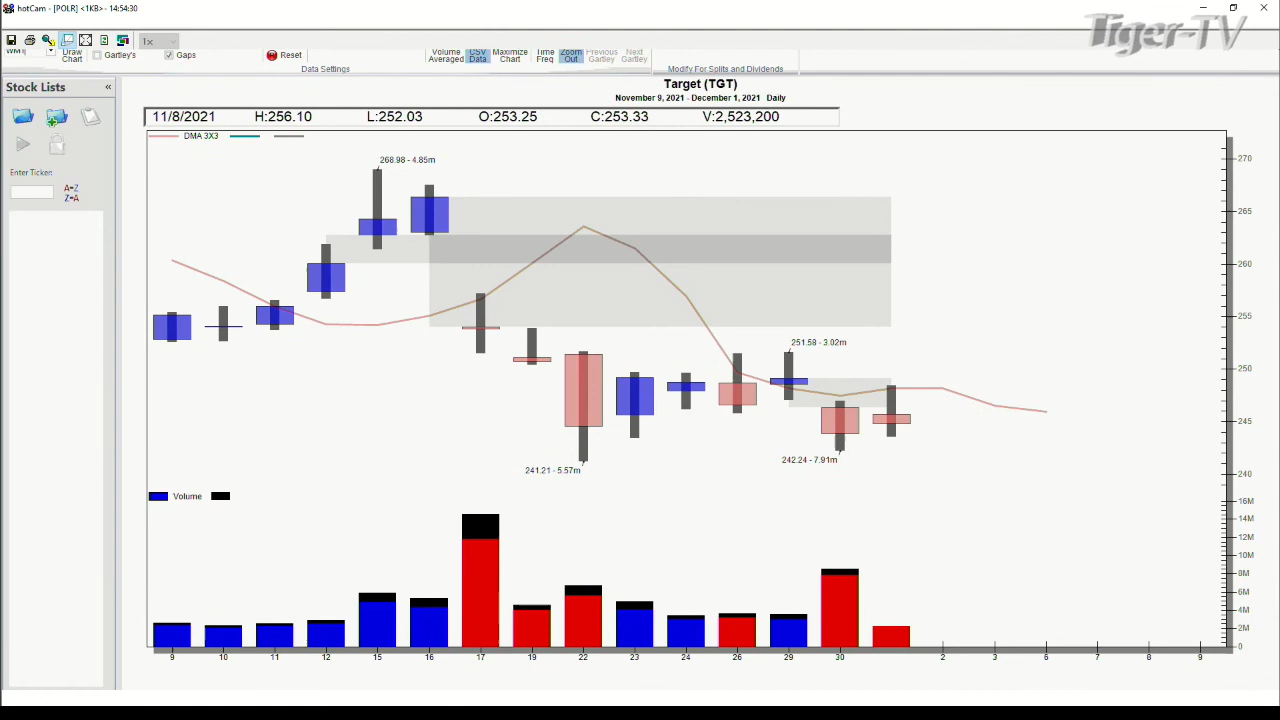 hotCam - [POLR] <1KB> - 14:54:30
Tiger-TV
1x
Draw Chart
Gartley's
Gaps
Reset
Data Settings
Volume Averaged
CSV Data
Maximize Chart
Time Freq
Zoom Out
Previous Gartley
Next Gartley
Modify For Splits and Dividends
Stock Lists «
Enter Ticker:
A=Z
Z=A
Target (TGT)
November 9, 2021 - December 1, 2021 Daily
11/8/2021 H:256.10 L:252.03 O:253.25 C:253.33 V:2,523,200
DMA 3X3
268.98 - 4.85m
251.58 - 3.02m
241.21 - 5.57m
242.24 - 7.91m
270
265
260
255
250
245
240
Volume
16M
14M
12M
10M
8M
6M
4M
2M
0
9 10 11 12 15 16 17 19 22 23 24 26 29 30 2 3 6 7 8 9